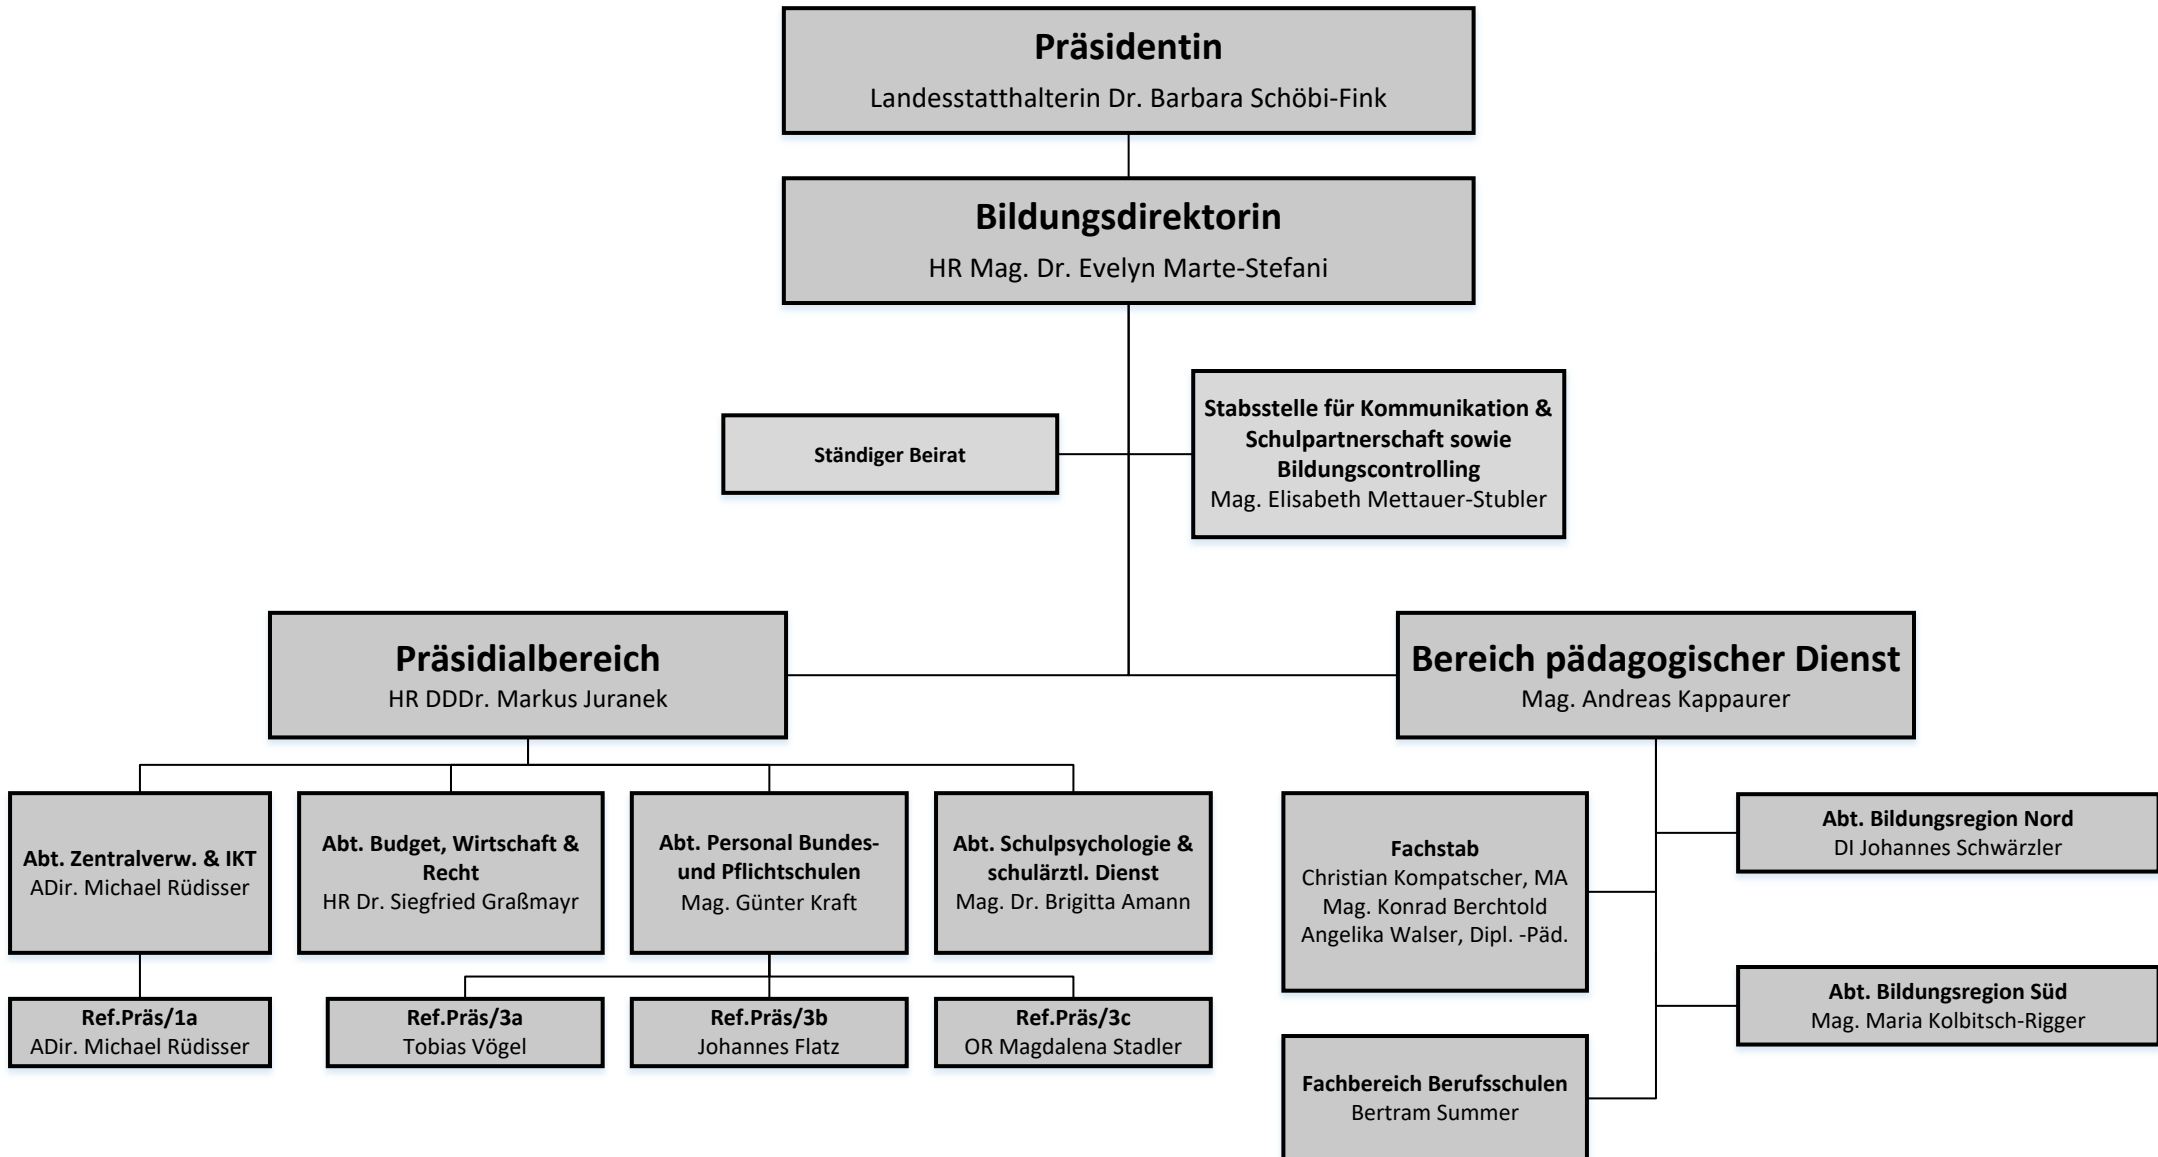 Präsidentin
Landesstatthalterin Dr. Barbara Schöbi-Fink
Bildungsdirektorin
HR Mag. Dr. Evelyn Marte-Stefani
Ständiger Beirat
Stabsstelle für Kommunikation &
Schulpartnerschaft sowie
Bildungscontrolling
Mag. Elisabeth Mettauer-Stubler
Präsidialbereich
HR DDDr. Markus Juranek
Bereich pädagogischer Dienst
Mag. Andreas Kappaurer
Abt. Zentralverw. & IKT
ADir. Michael Rüdisser
Abt. Budget, Wirtschaft &
Recht
HR Dr. Siegfried Graßmayr
Abt. Personal Bundes-
und Pflichtschulen
Mag. Günter Kraft
Abt. Schulpsychologie &
schulärztl. Dienst
Mag. Dr. Brigitta Amann
Ref.Präs/1a
ADir. Michael Rüdisser
Ref.Präs/3a
Tobias Vögel
Ref.Präs/3b
Johannes Flatz
Ref.Präs/3c
OR Magdalena Stadler
Fachstab
Christian Kompatscher, MA
Mag. Konrad Berchtold
Angelika Walser, Dipl. -Päd.
Abt. Bildungsregion Nord
DI Johannes Schwärzler
Abt. Bildungsregion Süd
Mag. Maria Kolbitsch-Rigger
Fachbereich Berufsschulen
Bertram Summer